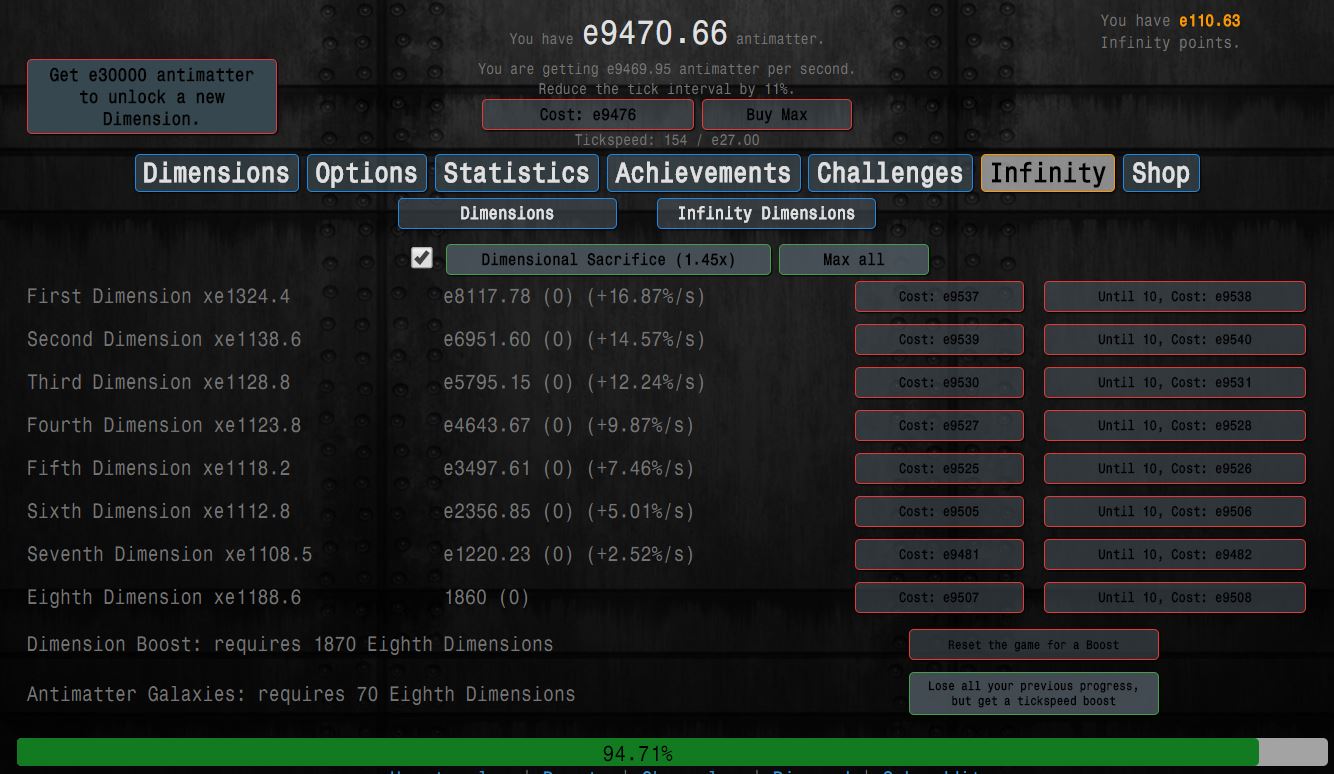 You have e9470.66 antimatter.
You have e110.63
Infinity points.
Get e30000 antimatter
to unlock a new
Dimension.
You are getting e9469.95 antimatter per second.
Reduce the tick interval by 11%.
Cost: e9476 Buy Max
Tickspeed: 154 / e27.00
Dimensions Options Statistics Achievements Challenges Infinity Shop
Dimensions Infinity Dimensions
Dimensional Sacrifice (1.45x) Max all
First Dimension xe1324.4 e8117.78 (0) (+16.87%/s) Cost: e9537 Until 10, Cost: e9538
Second Dimension xe1138.6 e6951.60 (0) (+14.57%/s) Cost: e9539 Until 10, Cost: e9540
Third Dimension xe1128.8 e5795.15 (0) (+12.24%/s) Cost: e9530 Until 10, Cost: e9531
Fourth Dimension xe1123.8 e4643.67 (0) (+9.87%/s) Cost: e9527 Until 10, Cost: e9528
Fifth Dimension xe1118.2 e3497.61 (0) (+7.46%/s) Cost: e9525 Until 10, Cost: e9526
Sixth Dimension xe1112.8 e2356.85 (0) (+5.01%/s) Cost: e9505 Until 10, Cost: e9506
Seventh Dimension xe1108.5 e1220.23 (0) (+2.52%/s) Cost: e9481 Until 10, Cost: e9482
Eighth Dimension xe1188.6 1860 (0) Cost: e9507 Until 10, Cost: e9508
Dimension Boost: requires 1870 Eighth Dimensions Reset the game for a Boost
Antimatter Galaxies: requires 70 Eighth Dimensions
Lose all your previous progress,
but get a tickspeed boost
94.71%